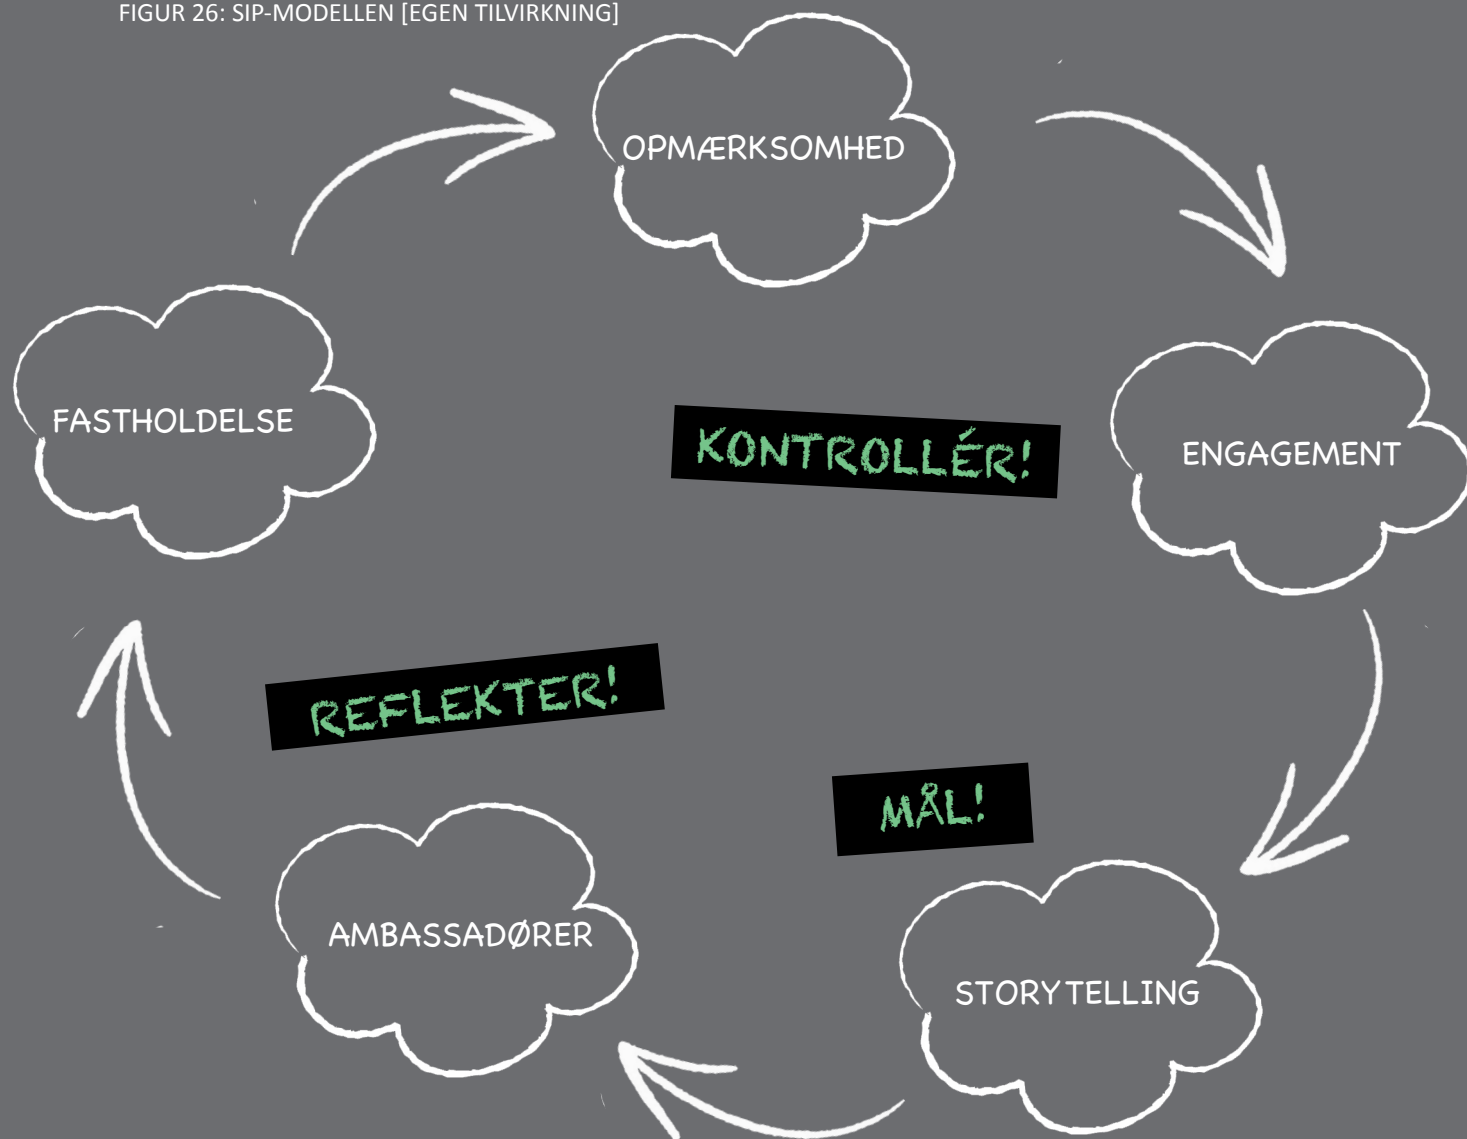 FIGUR 26: SIP-MODELLEN [EGEN TILVIRKNING]
OPMÆRKSOMHED
FASTHOLDELSE
ENGAGEMENT
KONTROLLÉR!
REFLEKTER!
MÅL!
AMBASSADØRER
STORYTELLING